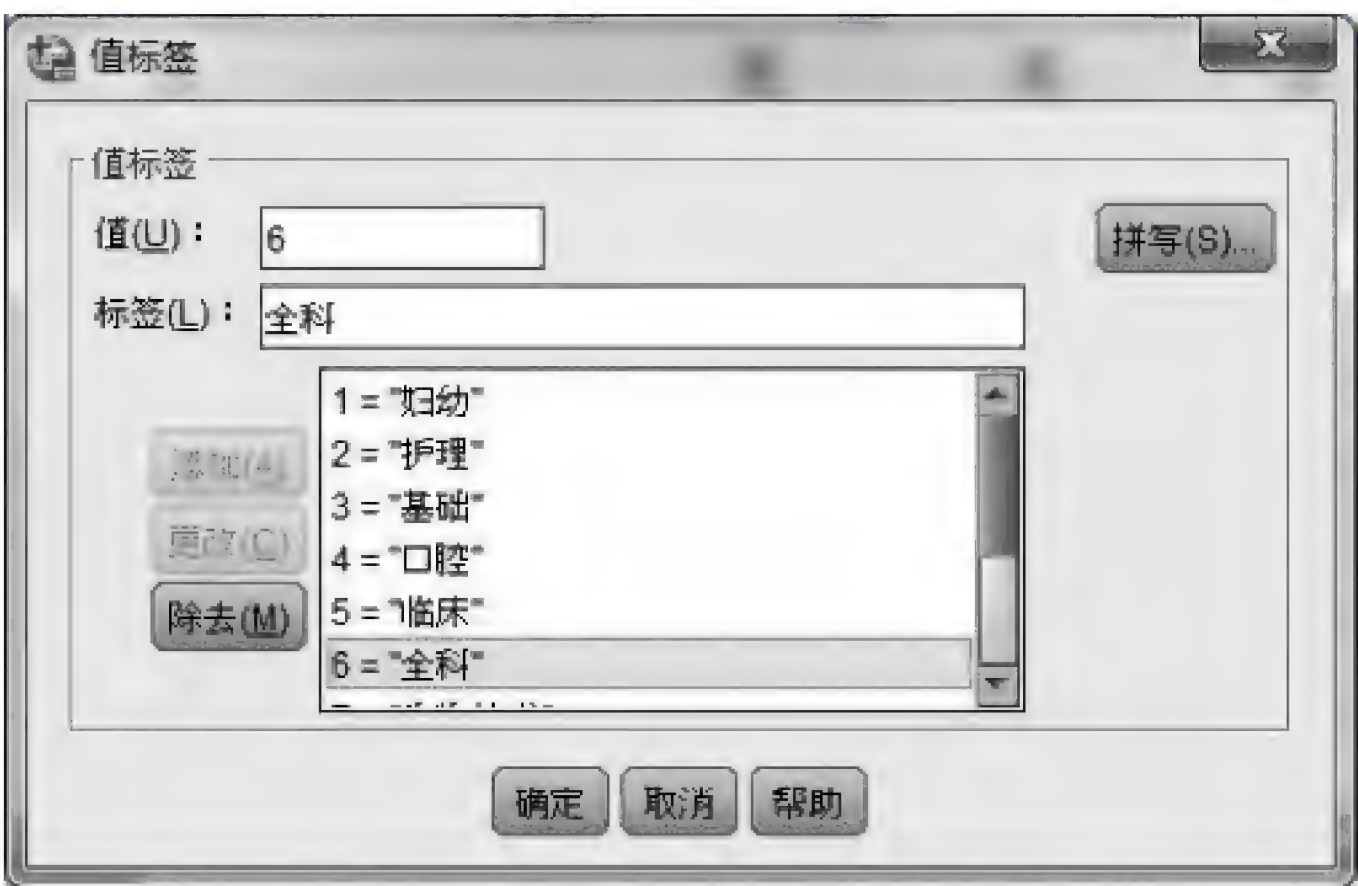 值标签
值标签
值(U)：
6
拼写(S)...
标签(L)：
全科
1 = "妇幼"
2 = "护理"
3 = "基础"
4 = "口腔"
5 = "临床"
6 = "全科"
添加(A)
更改(C)
除去(M)
确定
取消
帮助